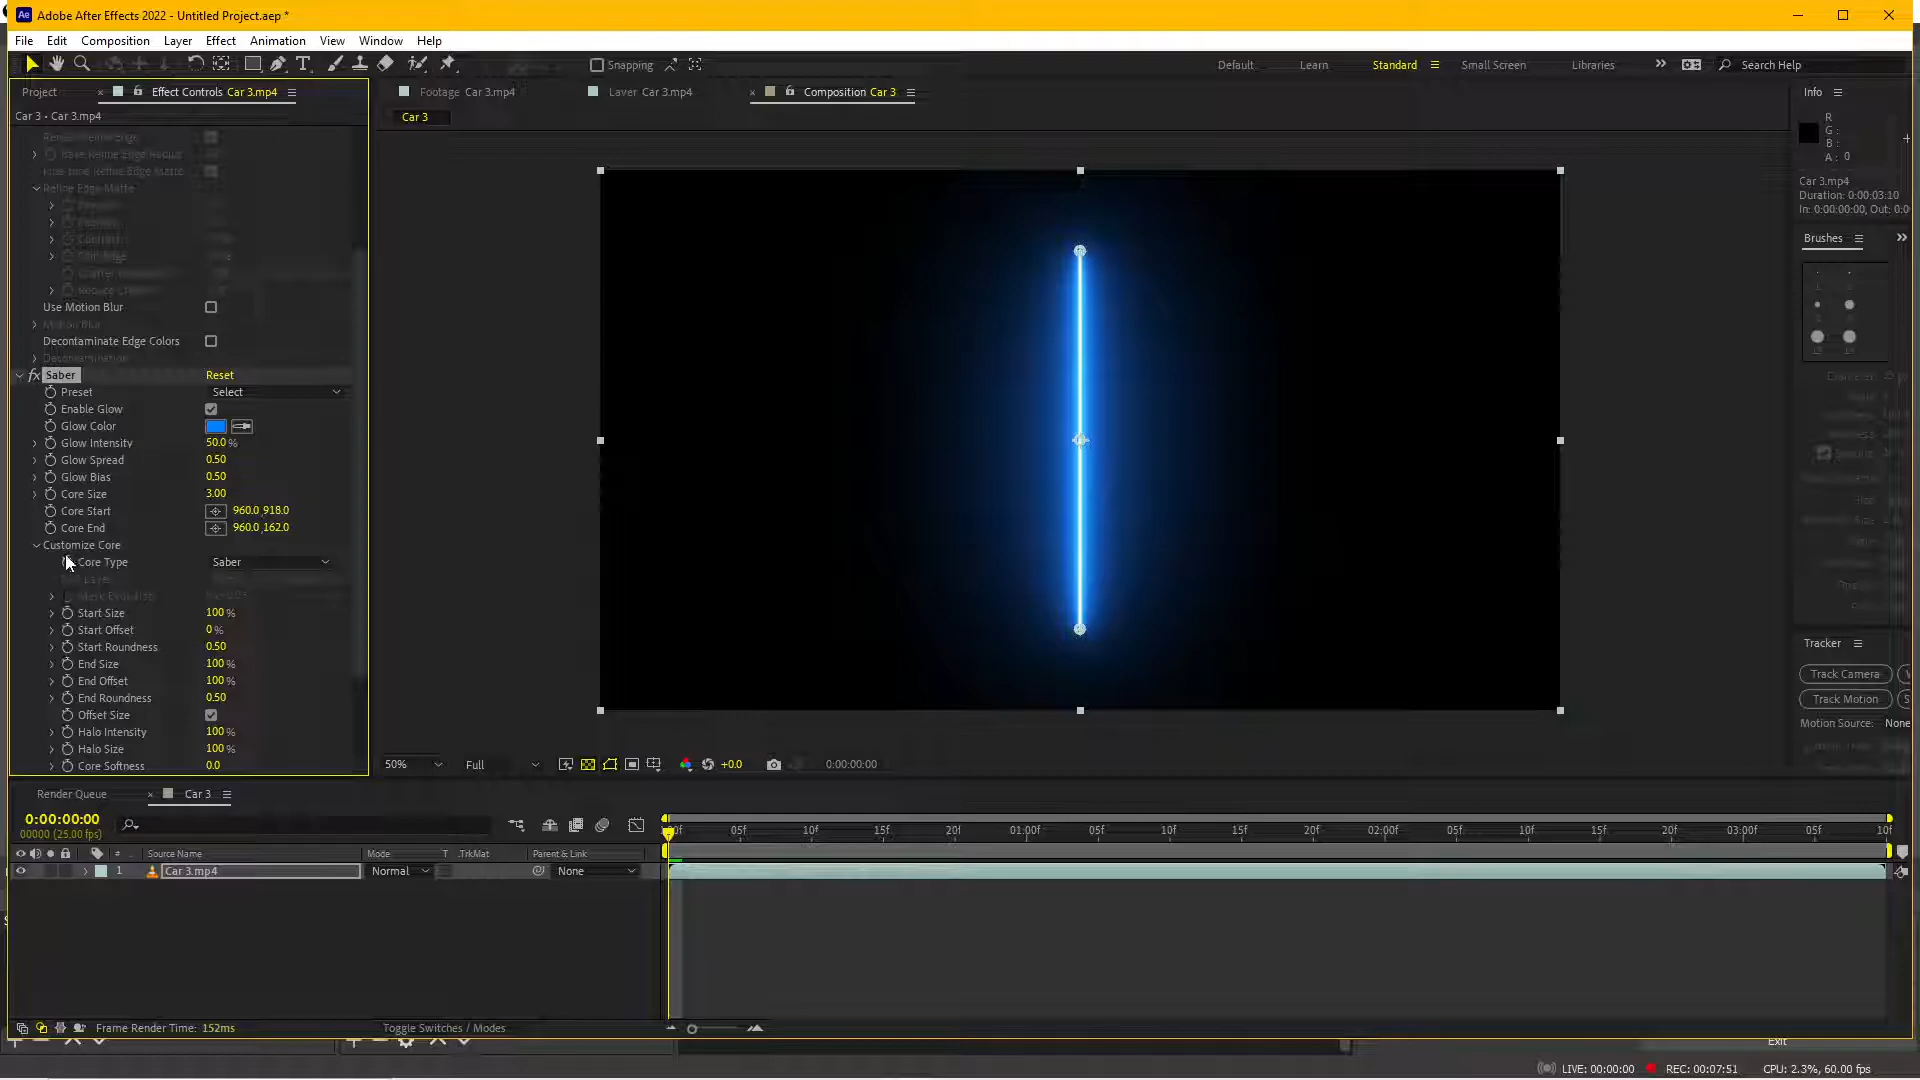 Adobe After Effects 2022 - Untitled Project.aep *
File Edit Composition Layer Effect Animation View Window Help
Snapping
Default Learn Standard Small Screen Libraries Search Help
Project Effect Controls Car 3.mp4
Footage Car 3.mp4 Layer Car 3.mp4 Composition Car 3
Info
Car 3 • Car 3.mp4
Car 3
R :
G :
B :
A : 0
Car 3.mp4
Duration: 0:00:03:10
In: 0:00:00:00, Out: 0:0
Brushes
Refine Edge Matte
Use Motion Blur
Motion Blur
Decontaminate Edge Colors
Decontamination
fx Saber Reset
Preset Select
Enable Glow
Glow Color
Glow Intensity 50.0 %
Glow Spread 0.50
Glow Bias 0.50
Core Size 3.00
Core Start 960.0,918.0
Core End 960.0,162.0
Customize Core
Core Type Saber
Start Size 100 %
Start Offset 0 %
Start Roundness 0.50
End Size 100 %
End Offset 100 %
End Roundness 0.50
Offset Size
Halo Intensity 100 %
Halo Size 100 %
Core Softness 0.0
Tracker
Track Camera
Track Motion
Motion Source: None
50% Full +0.0 0:00:00:00
Render Queue Car 3
0:00:00:00
00000 (25.00 fps)
05f 10f 15f 20f 01:00f 05f 10f 15f 20f 02:00f 05f 10f 15f 20f 03:00f 05f 10f
# Source Name Mode T .TrkMat Parent & Link
1 Car 3.mp4 Normal None
Frame Render Time: 152ms
Toggle Switches / Modes
Exit
LIVE: 00:00:00 REC: 00:07:51 CPU: 2.3%, 60.00 fps